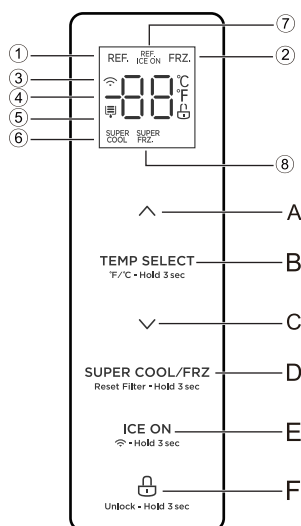 ⑦
① REF. REF. ICE ON FRZ. ②
③ -88 °C
④ °F
⑤
⑥ SUPER COOL SUPER FRZ.
⑧
A
TEMP SELECT B
°F/°C - Hold 3 sec
C
SUPER COOL/FRZ D
Reset Filter - Hold 3 sec
ICE ON E
- Hold 3 sec
F
Unlock - Hold 3 sec